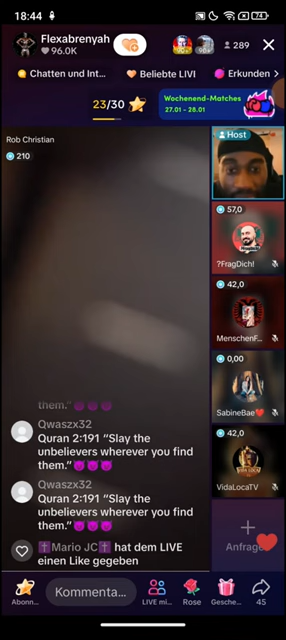 18:44
74
Flexabrenyah
96.0K
90+
289
Chatten und Int...
Beliebte LIVI
Erkunden
23/30
Wochenend-Matches
27.01 - 28.01
Rob Christian
210
Host
57,0
?FragDich!
42,0
MenschenF...
0,00
SabineBae
42,0
VidaLocaTV
them."
Qwaszx32
Quran 2:191 "Slay the
unbelievers wherever you find
them."
Qwaszx32
Quran 2:191 "Slay the
unbelievers wherever you find
them."
Mario JC hat dem LIVE
einen Like gegeben
Anfrage
Abonn...
Kommenta...
LIVE mi...
Rose
Gesche...
45